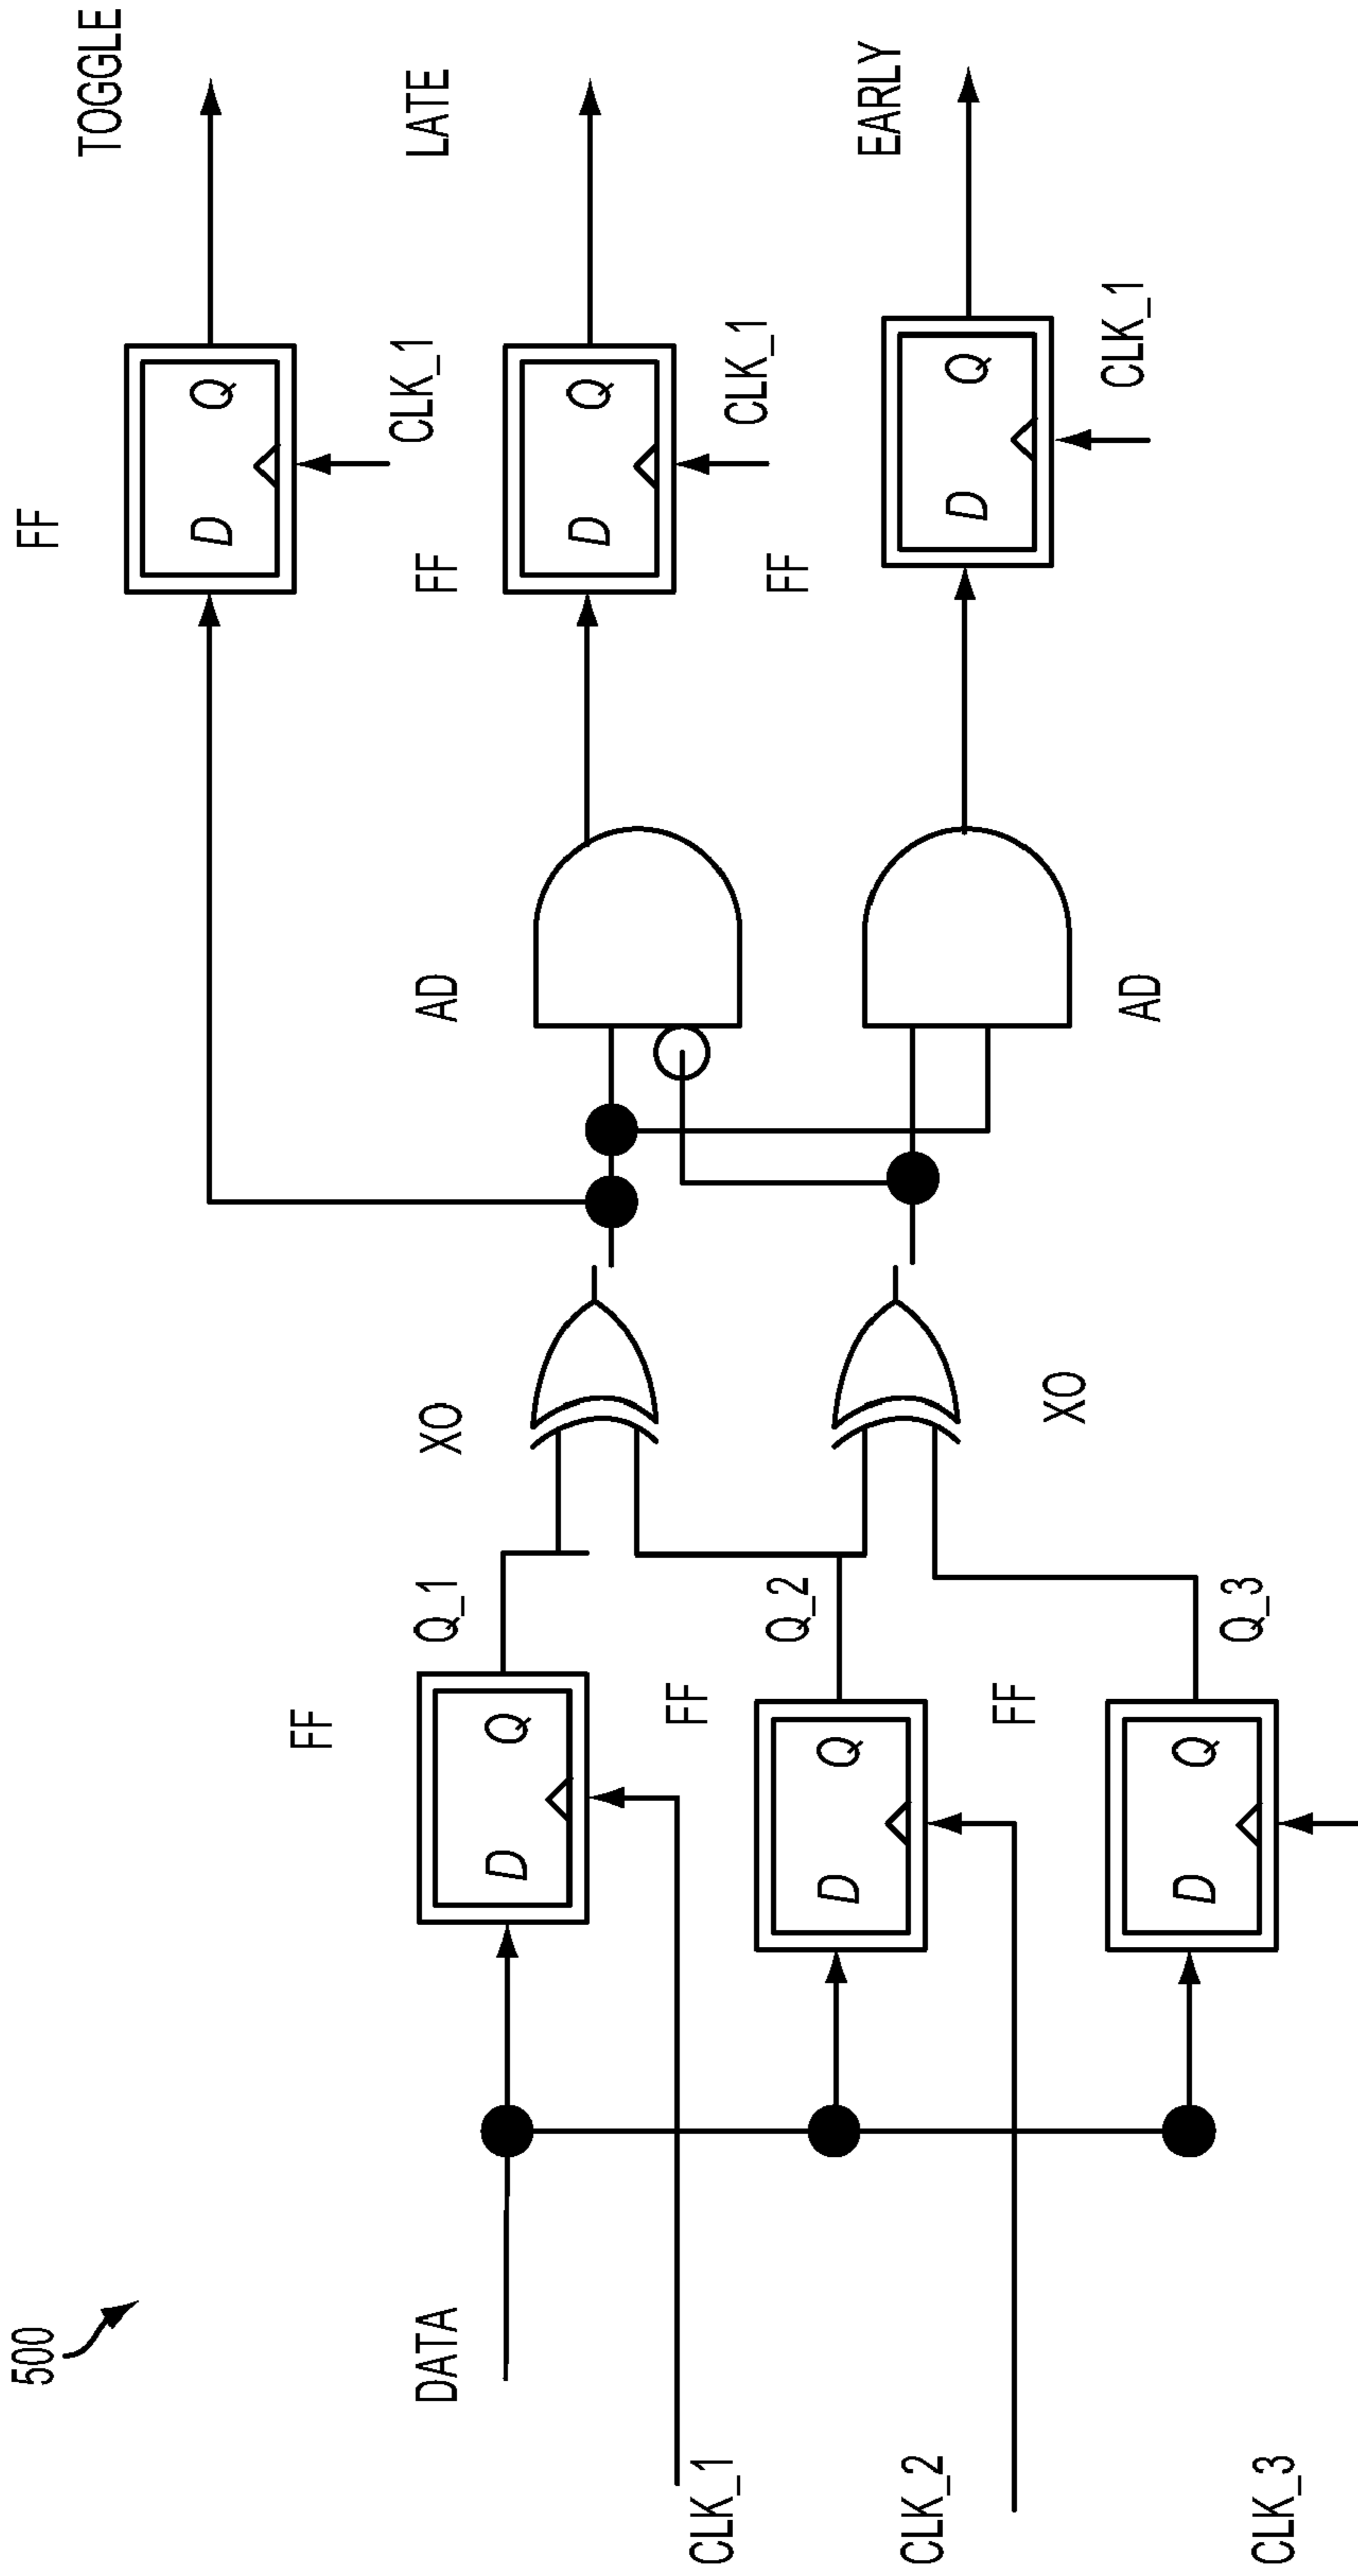 500
DATA
CLK_1
CLK_2
CLK_3
FF
D Q
Q_1
FF
D Q
Q_2
FF
D Q
Q_3
XO
XO
AD
AD
FF
D Q
CLK_1
TOGGLE
FF
D Q
CLK_1
LATE
FF
D Q
CLK_1
EARLY